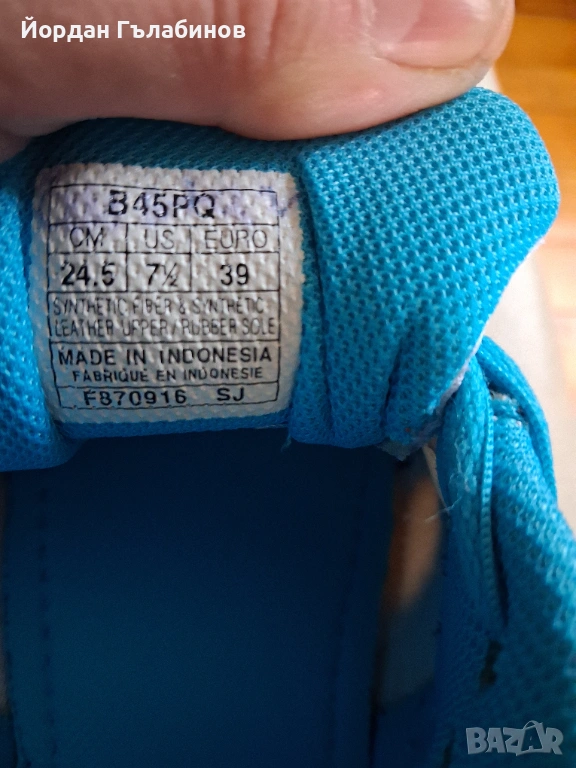 Йордан Гълабинов
B45PQ
CM US EURO
24.5 7½ 39
SYNTHETIC FIBER & SYNTHETIC
LEATHER UPPER / RUBBER SOLE
MADE IN INDONESIA
FABRIQUÉ EN INDONESIE
F870916 SJ
BAZAR